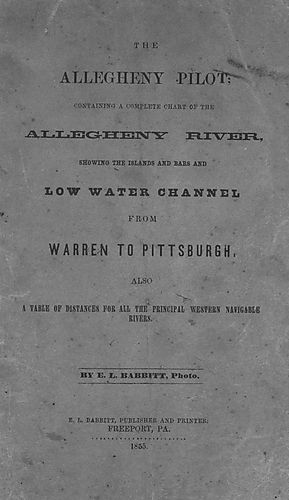 THE
ALLEGHENY PILOT;
CONTAINING A COMPLETE CHART OF THE
ALLEGHENY RIVER,
SHOWING THE ISLANDS AND BARS AND
LOW WATER CHANNEL
FROM
WARREN TO PITTSBURGH,
ALSO
A TABLE OF DISTANCES FOR ALL THE PRINCIPAL WESTERN NAVIGABLE
RIVERS.
BY E. L. BABBITT, Photo.
E. L. BABBITT, PUBLISHER AND PRINTER:
FREEPORT, PA.
1855.